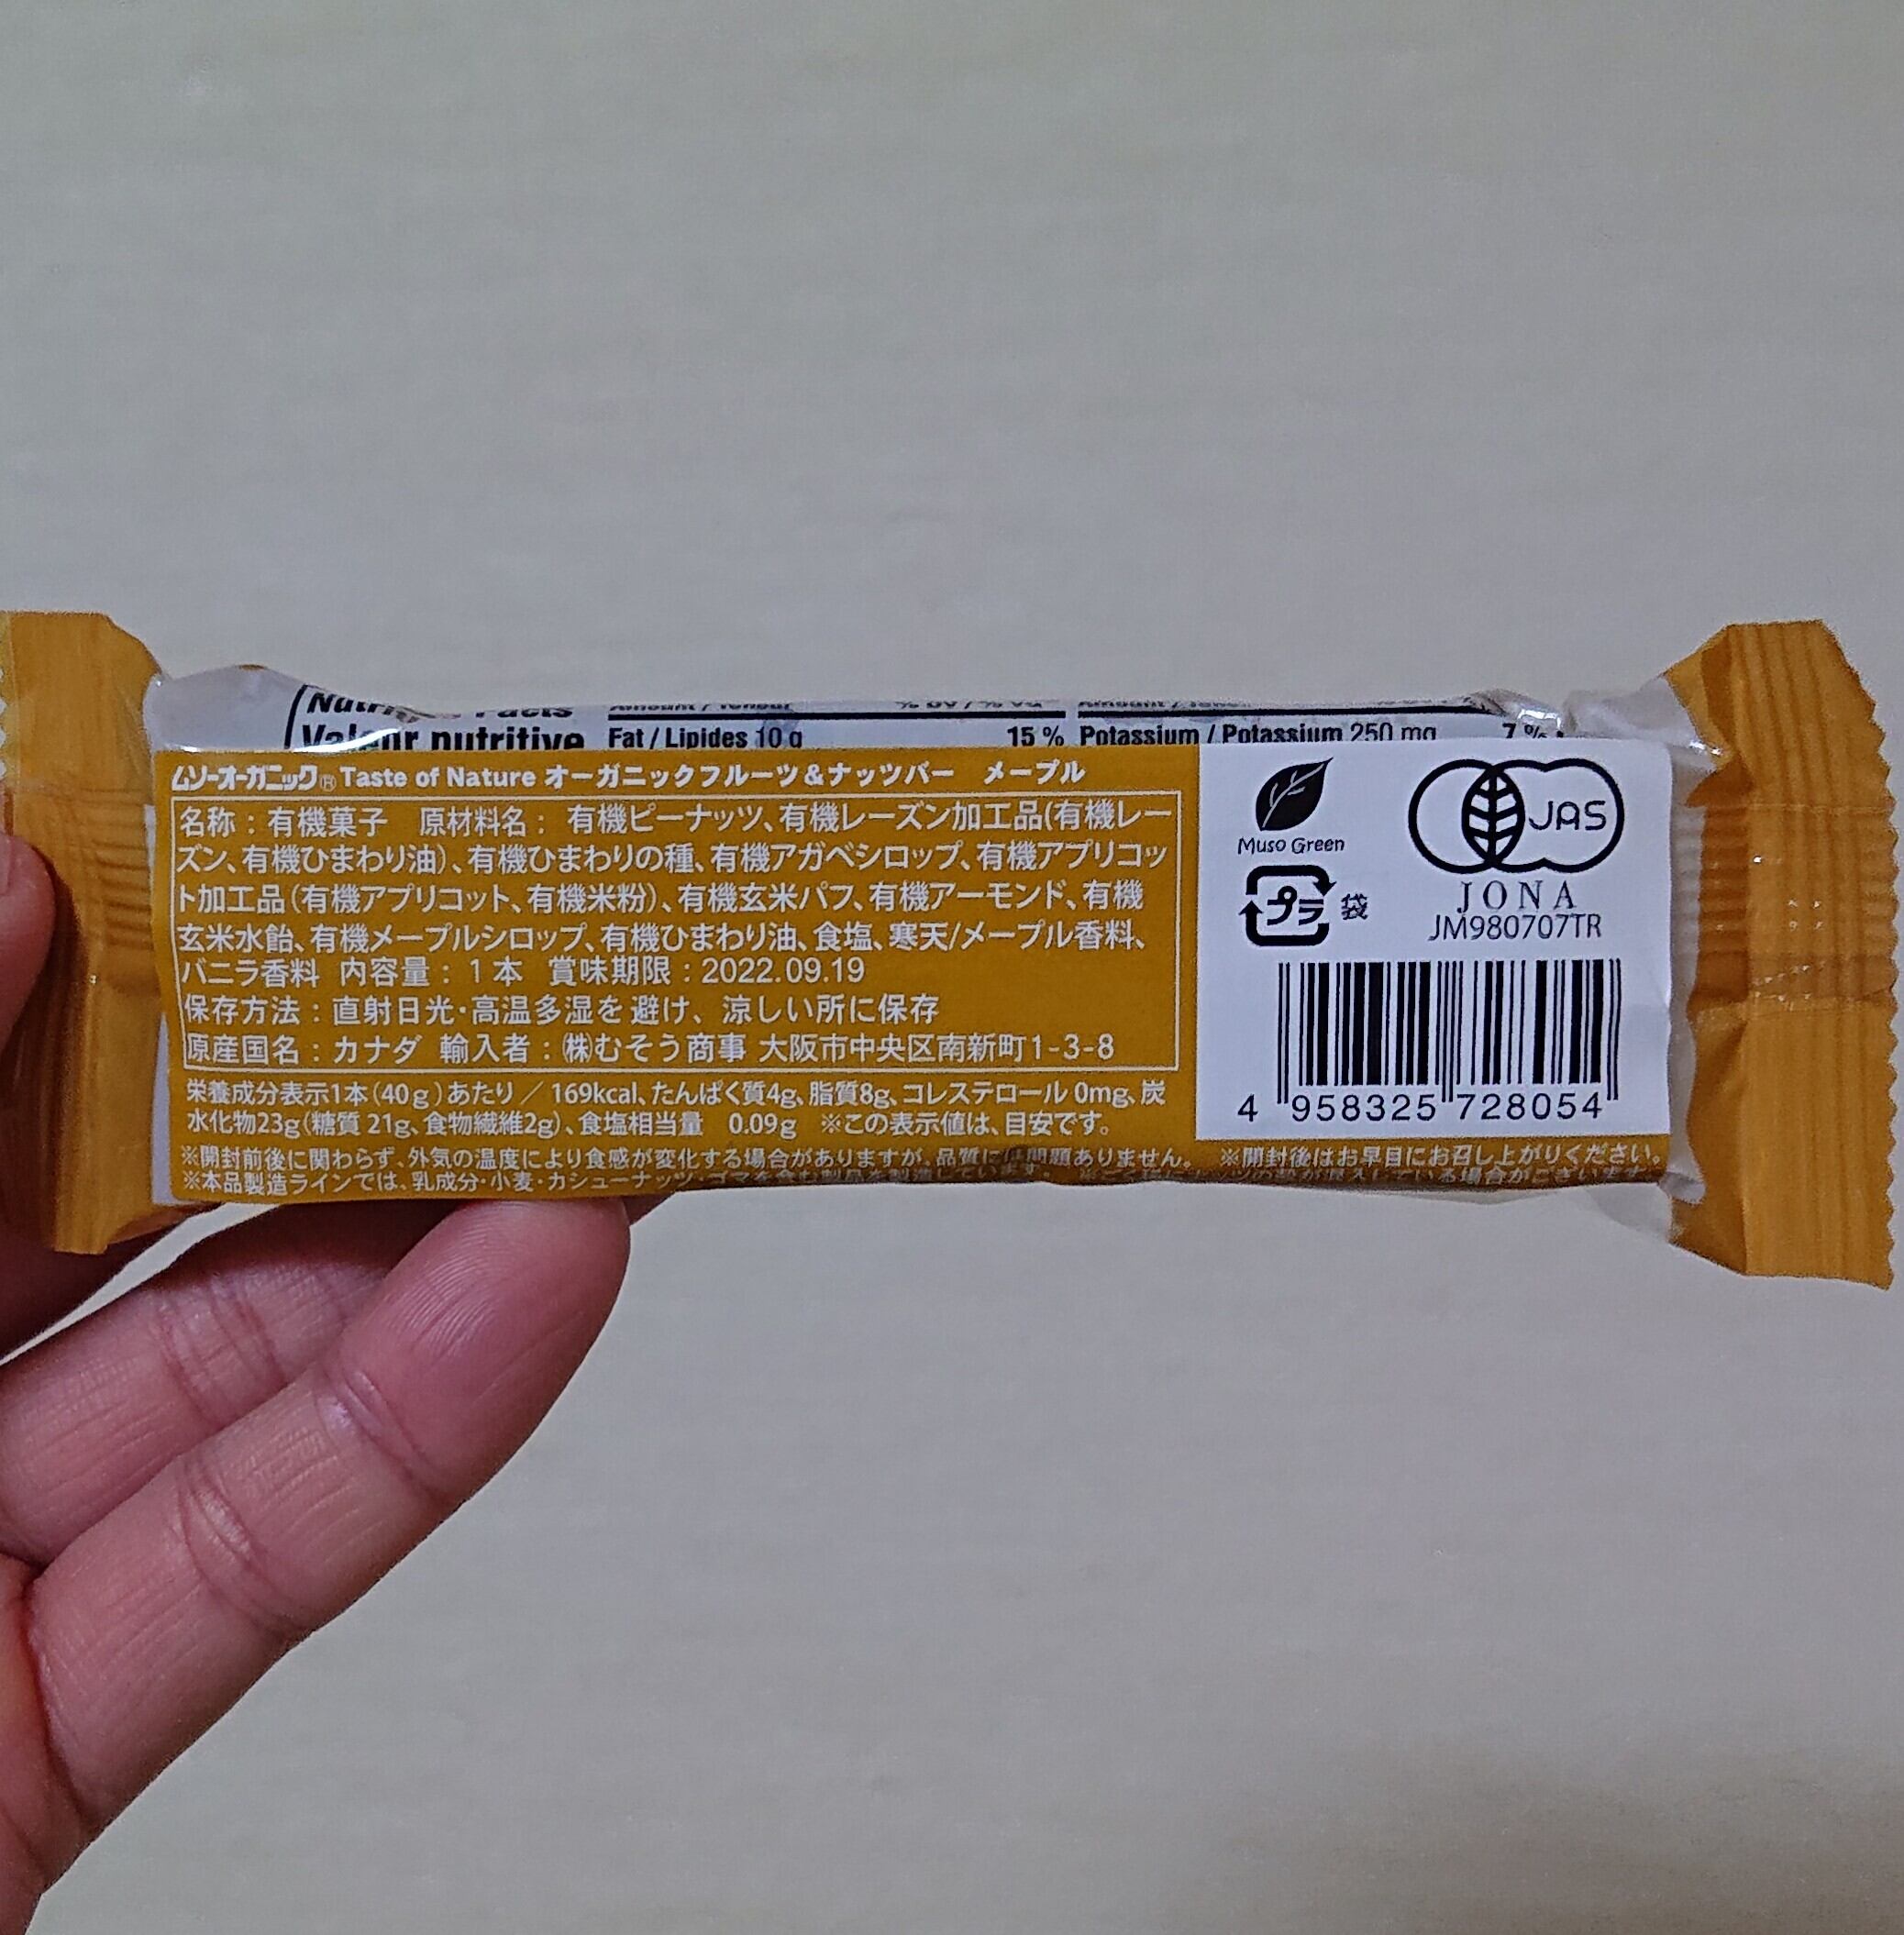 Valeur nutritive
Fat / Lipides 10 g 15 %
Potassium / Potassium 250 mg 7 %
ムソーオーガニック® Taste of Nature オーガニックフルーツ&ナッツバー メープル
名称：有機菓子 原材料名：有機ピーナッツ、有機レーズン加工品(有機レー
ズン、有機ひまわり油)、有機ひまわりの種、有機アガベシロップ、有機アプリコッ
ト加工品(有機アプリコット、有機米粉)、有機玄米パフ、有機アーモンド、有機
玄米水飴、有機メープルシロップ、有機ひまわり油、食塩、寒天/メープル香料、
バニラ香料 内容量：1本 賞味期限：2022.09.19
保存方法：直射日光・高温多湿を避け、涼しい所に保存
原産国名：カナダ 輸入者：㈱むそう商事 大阪市中央区南新町1-3-8
栄養成分表示1本(40g)あたり／169kcal、たんぱく質4g、脂質8g、コレステロール 0mg、炭
水化物23g(糖質 21g、食物繊維2g)、食塩相当量 0.09g ※この表示値は、目安です。
※開封前後に関わらず、外気の温度により食感が変化する場合がありますが、品質に問題ありません。 ※開封後はお早目にお召し上がりください。
※本品製造ラインでは、乳成分・小麦・カシューナッツ・ゴマを含む製品を製造しています。
Muso Green
JAS
プラ 袋
JONA
JM980707TR
4 958325 728054